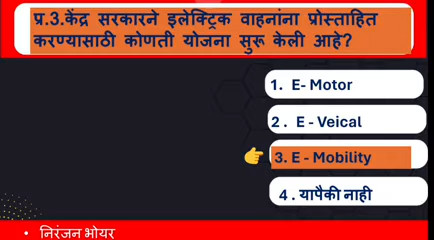 प्र.3.केंद्र सरकारने इलेक्ट्रिक वाहनांना प्रोस्ताहित
करण्यासाठी कोणती योजना सुरू केली आहे?
1. E- Motor
2 . E - Veical
3. E - Mobility
4 . यापैकी नाही
• निरंजन भोयर